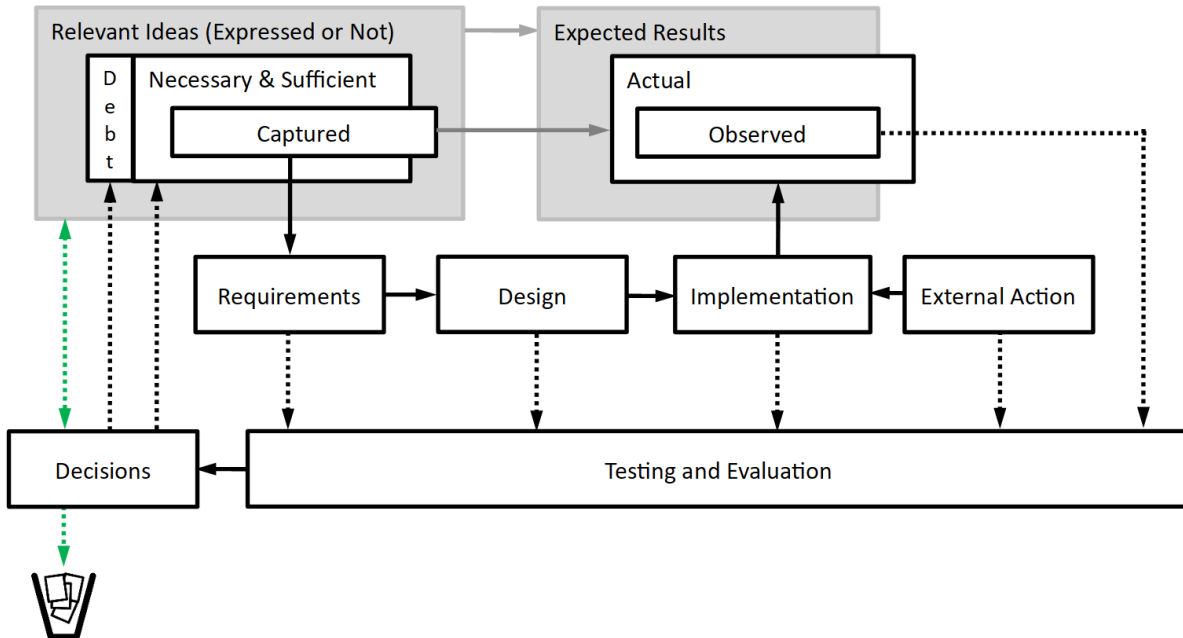 Relevant Ideas (Expressed or Not)
Expected Results
Debt
Necessary & Sufficient
Captured
Actual
Observed
Requirements
Design
Implementation
External Action
Decisions
Testing and Evaluation